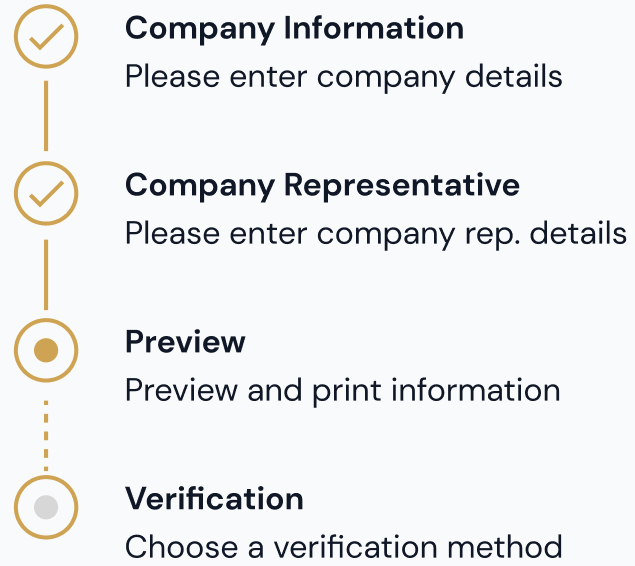 Company Information
Please enter company details
Company Representative
Please enter company rep. details
Preview
Preview and print information
Verification
Choose a verification method